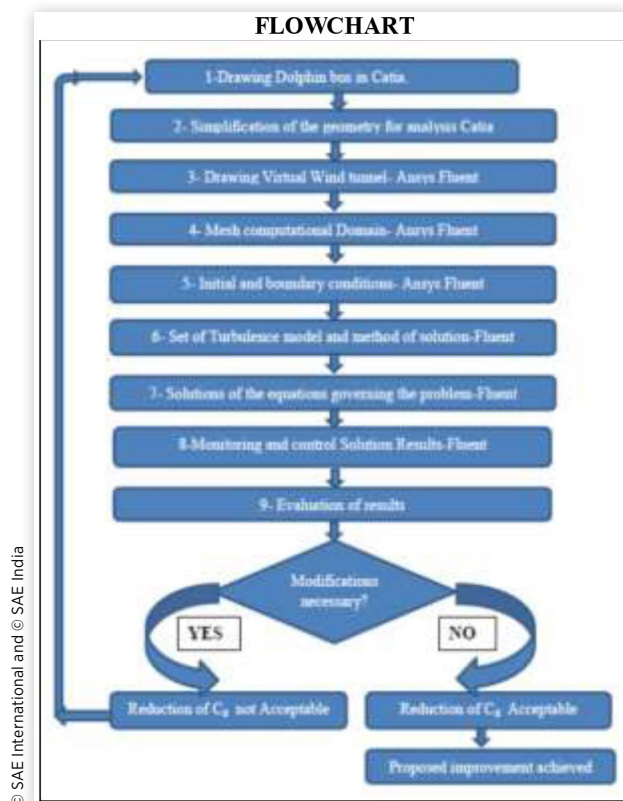 FLOWCHART
1-Drawing Dolphin bus in Catia.
2- Simplification of the geometry for analysis Catia
3- Drawing Virtual Wind tunnel- Ansys Fluent
4- Mesh computational Domain- Ansys Fluent
5- Initial and boundary conditions- Ansys Fluent
6- Set of Turbulence model and method of solution-Fluent
7- Solutions of the equations governing the problem-Fluent
8-Monitoring and control Solution Results-Fluent
9- Evaluation of results
Modifications
necessary?
YES
NO
Reduction of C not Acceptable
Reduction of C Acceptable
Proposed improvement achieved
© SAE International and © SAE India